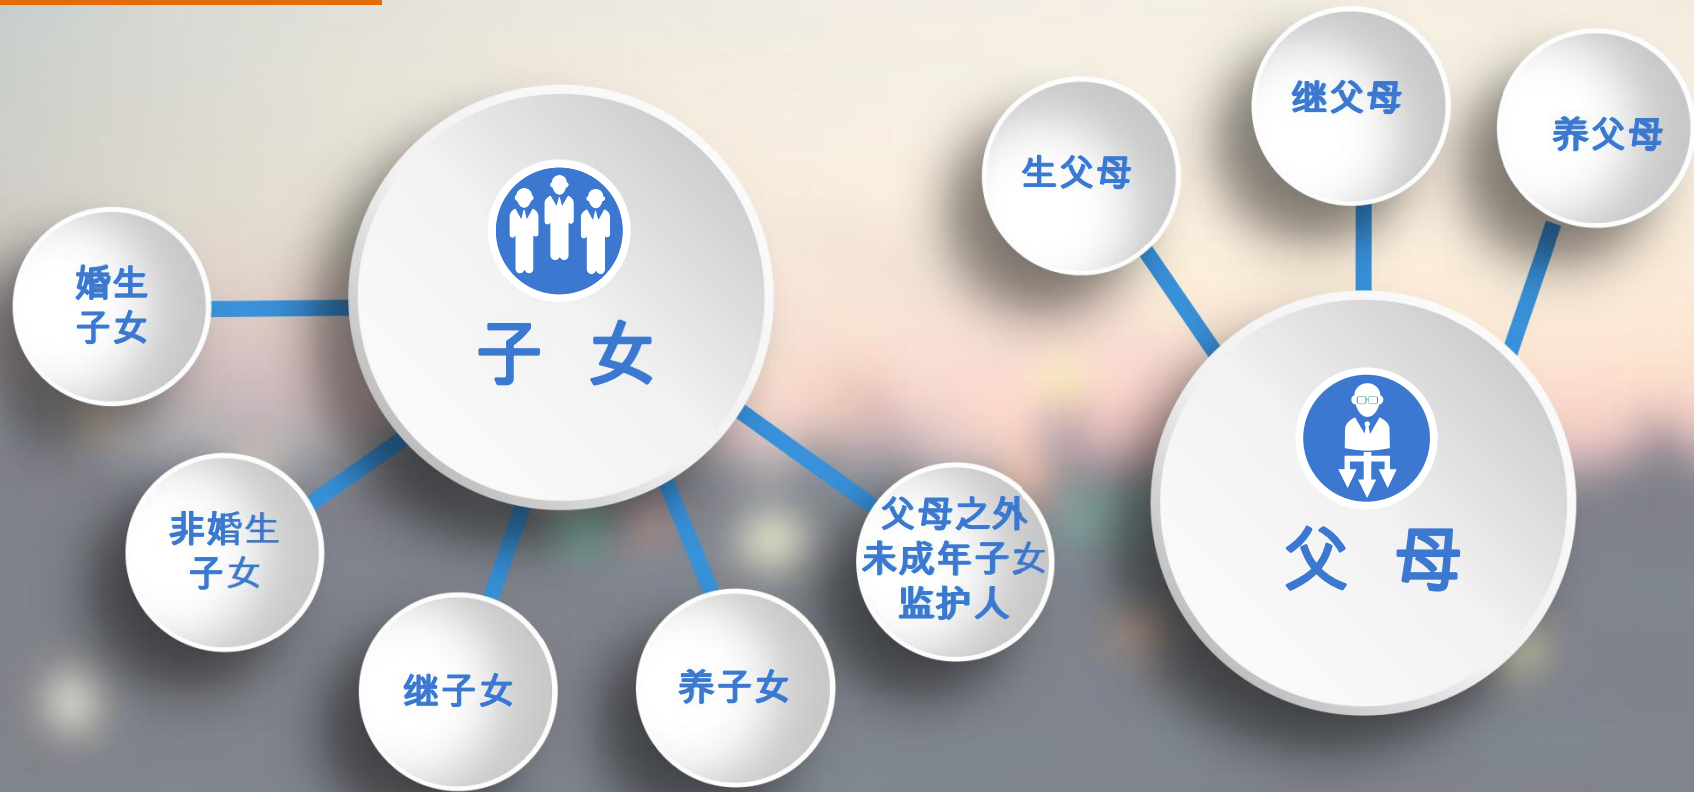 子 女
婚生
子女
非婚生
子女
继子女
养子女
父母之外
未成年子女
监护人
父 母
生父母
继父母
养父母